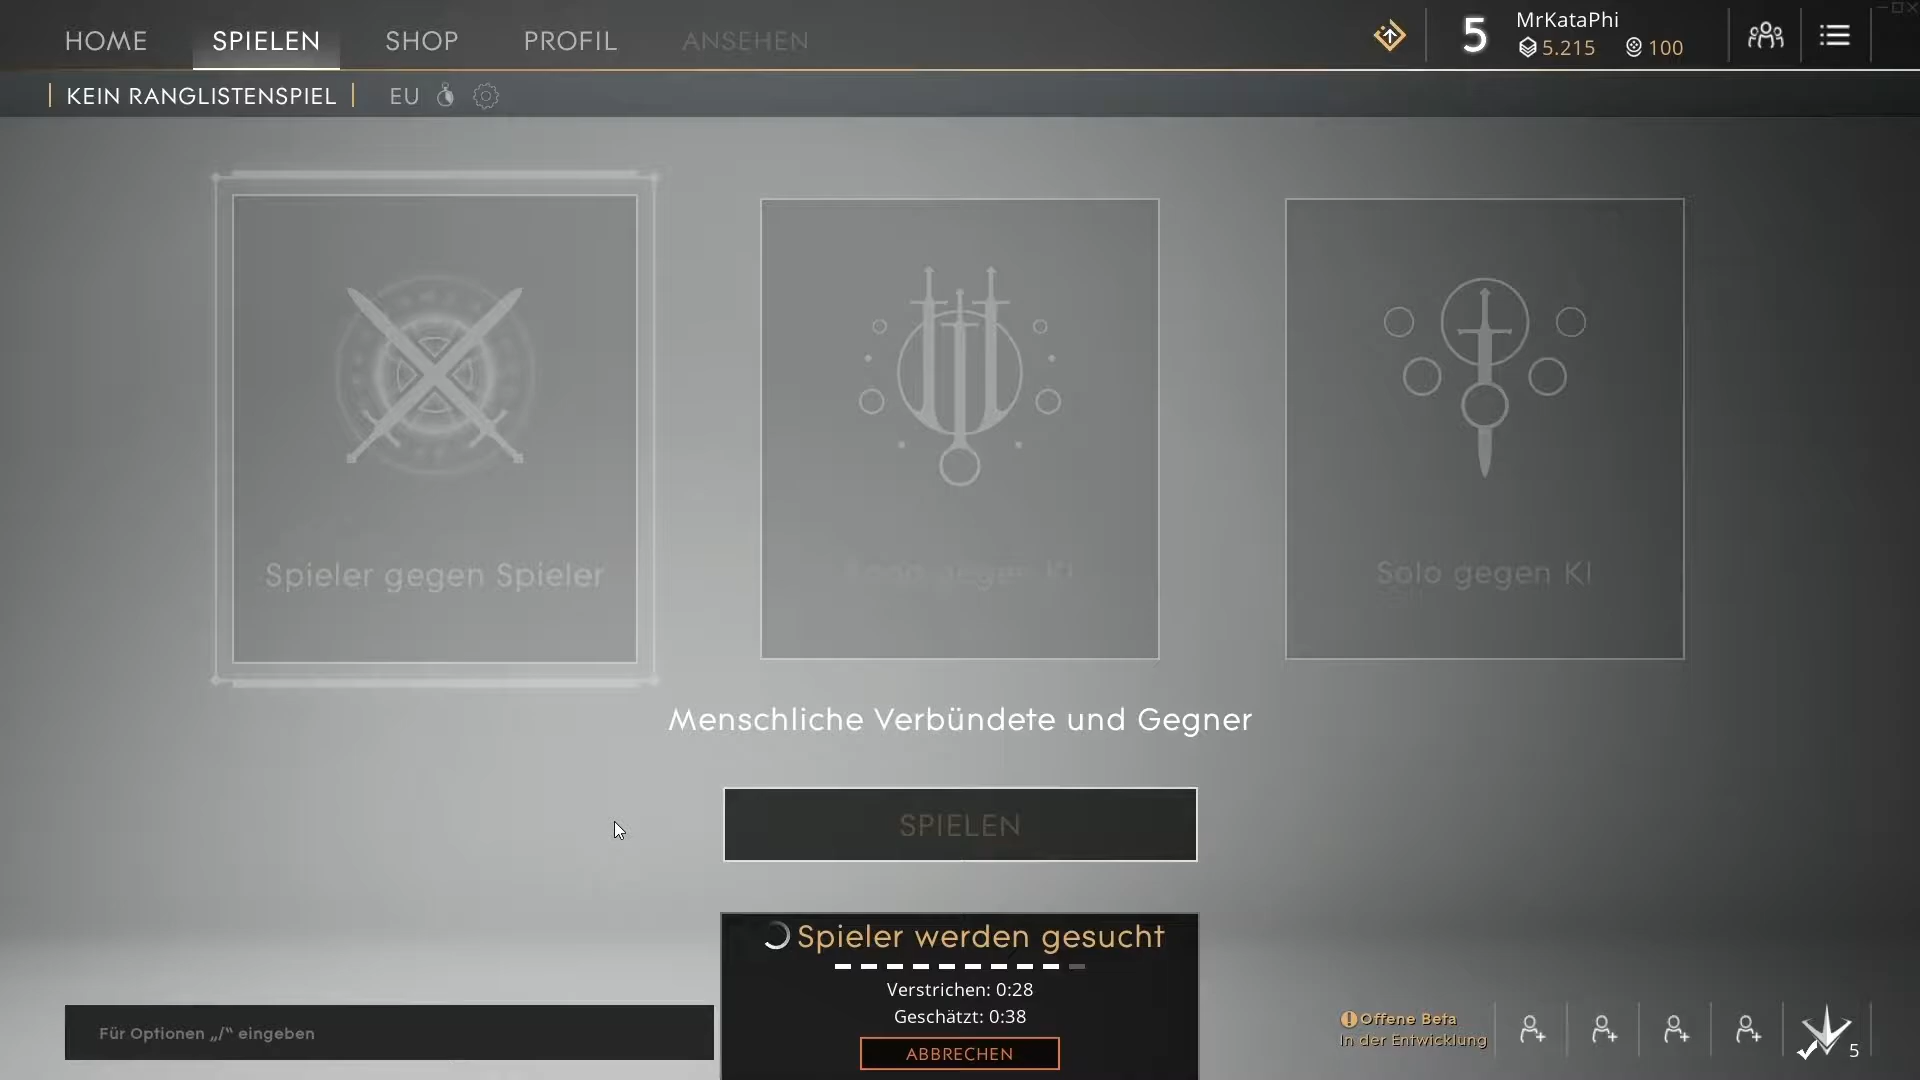 HOME SPIELEN SHOP PROFIL ANSEHEN
5 MrKataPhi
5.215 100
KEIN RANGLISTENSPIEL EU
Spieler gegen Spieler
gegen KI
Solo gegen KI
Menschliche Verbündete und Gegner
SPIELEN
Spieler werden gesucht
Verstrichen: 0:28
Geschätzt: 0:38
ABBRECHEN
Für Optionen „/“ eingeben
Offene Beta
In der Entwicklung
5